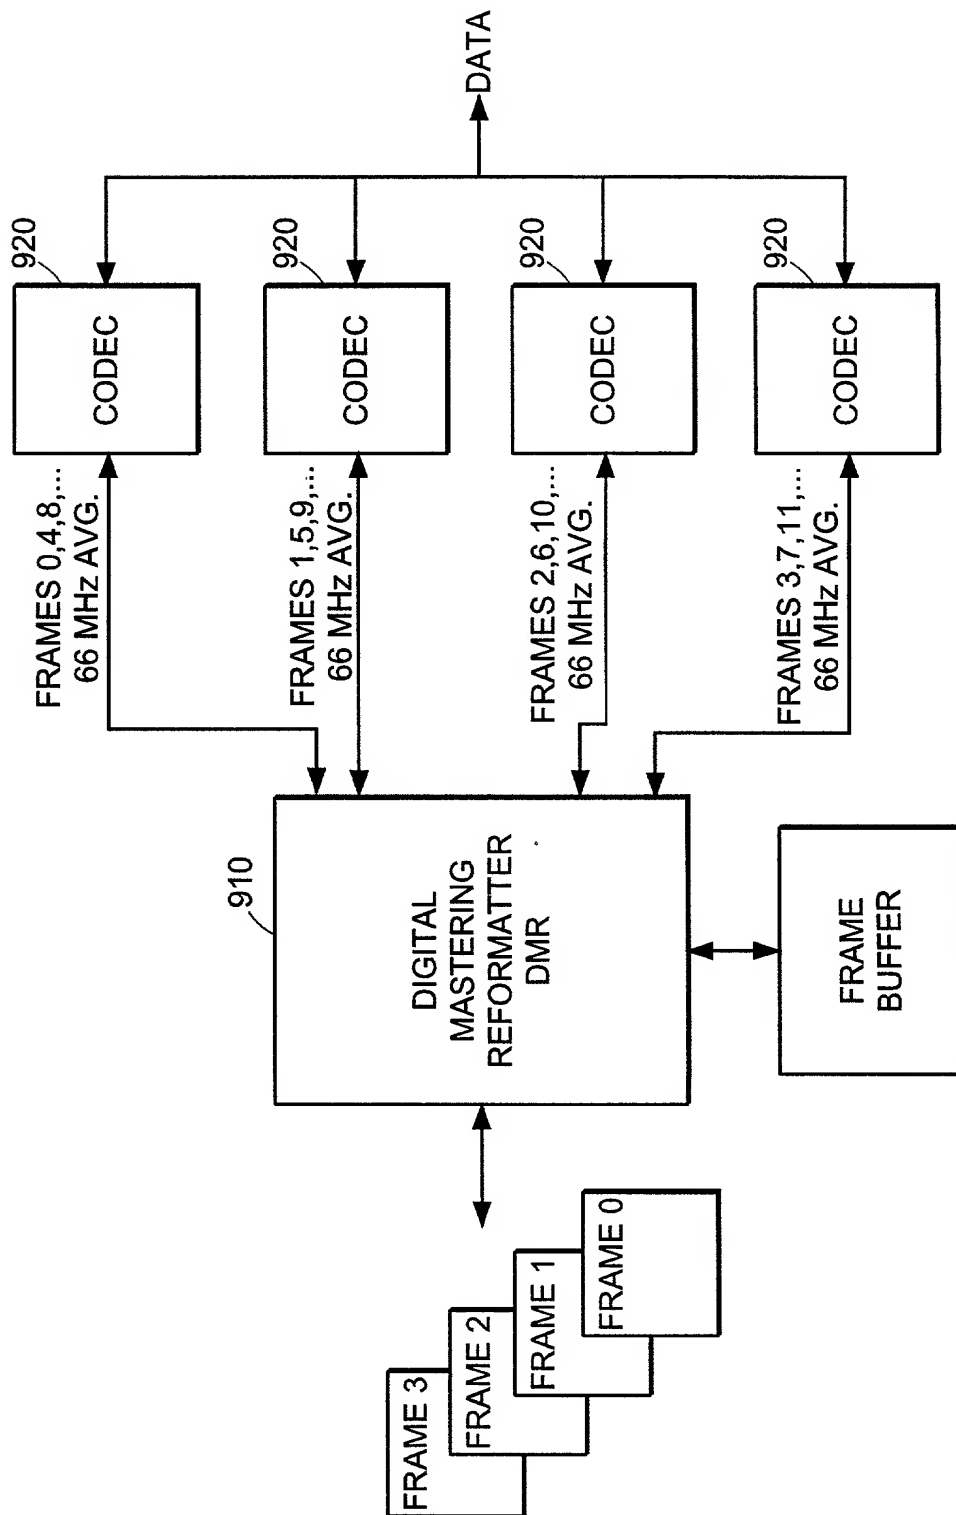 FRAME 3
FRAME 2
FRAME 1
FRAME 0
910
DIGITAL
MASTERING
REFORMATTER
DMR
FRAME
BUFFER
FRAMES 0,4,8,...
66 MHz AVG.
FRAMES 1,5,9,...
66 MHz AVG.
FRAMES 2,6,10,...
66 MHz AVG.
FRAMES 3,7,11,...
66 MHz AVG.
920
CODEC
920
CODEC
920
CODEC
920
CODEC
DATA